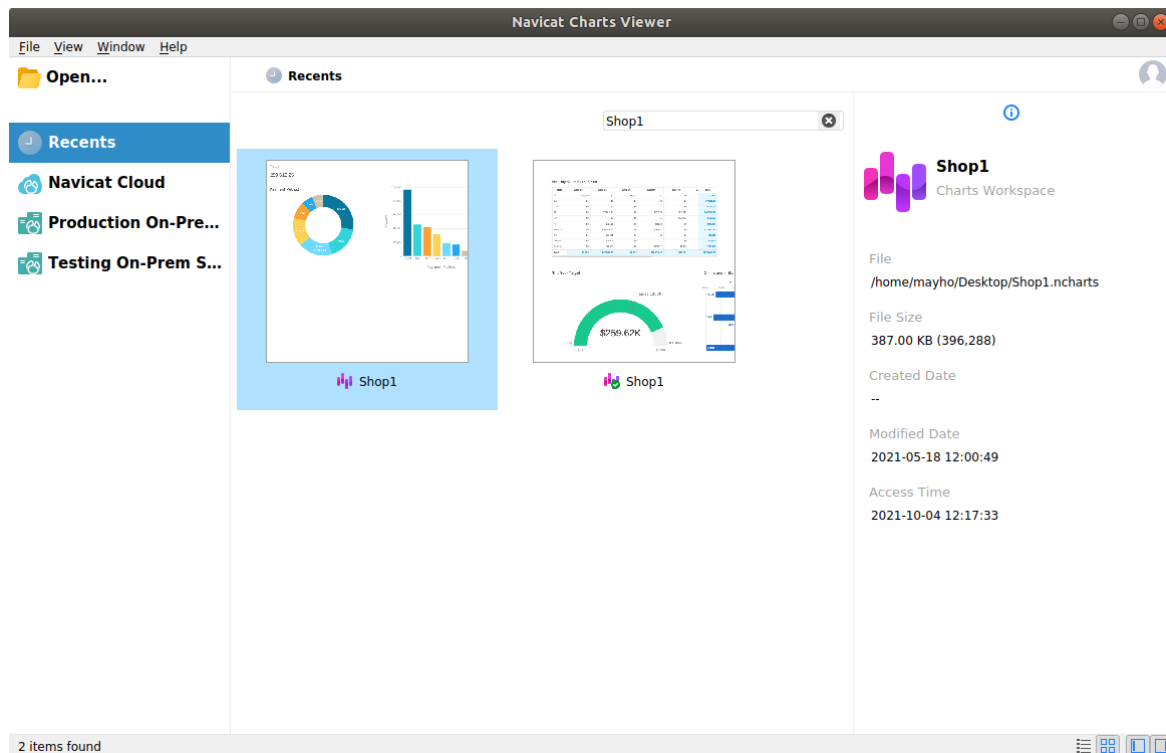 Navicat Charts Viewer
File View Window Help
Open...
Recents
Navicat Cloud
Production On-Pre...
Testing On-Prem S...
Recents
Shop1
Shop1
Shop1
$259.62K
Shop1
Charts Workspace
File
/home/mayho/Desktop/Shop1.ncharts
File Size
387.00 KB (396,288)
Created Date
--
Modified Date
2021-05-18 12:00:49
Access Time
2021-10-04 12:17:33
2 items found